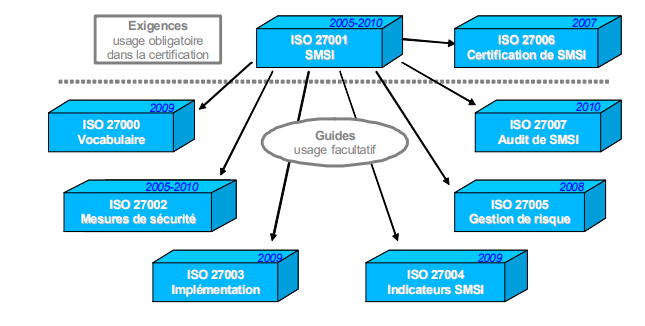 Exigences
usage obligatoire
dans la certification
2005-2010
ISO 27001
SMSI
2007
ISO 27006
Certification de SMSI
2009
ISO 27000
Vocabulaire
Guides
usage facultatif
2010
ISO 27007
Audit de SMSI
2005-2010
ISO 27002
Mesures de sécurité
2008
ISO 27005
Gestion de risque
2009
ISO 27003
Implémentation
2009
ISO 27004
Indicateurs SMSI